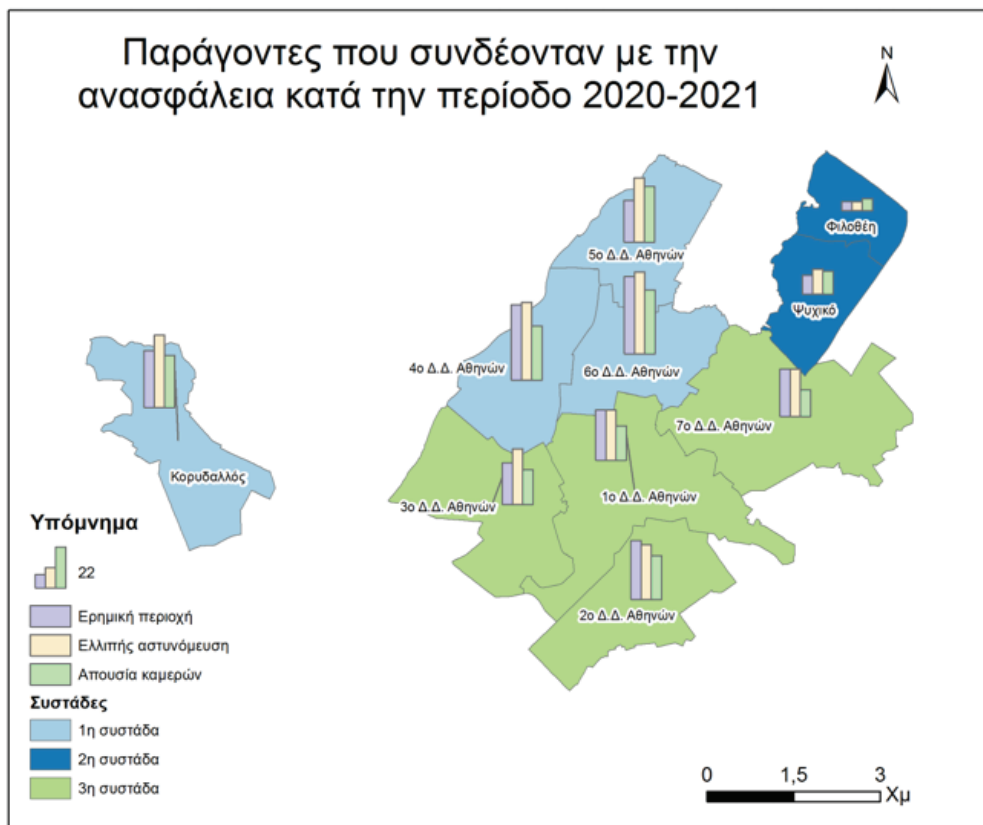 Παράγοντες που συνδέονταν με την
ανασφάλεια κατά την περίοδο 2020-2021
N
Φιλοθέη
5ο Δ.Δ. Αθηνών
Ψυχικό
4ο Δ.Δ. Αθηνών
6ο Δ.Δ. Αθηνών
7ο Δ.Δ. Αθηνών
Κορυδαλλός
3ο Δ.Δ. Αθηνών
1ο Δ.Δ. Αθηνών
2ο Δ.Δ. Αθηνών
Υπόμνημα
22
Ερημική περιοχή
Ελλιπής αστυνόμευση
Απουσία καμερών
Συστάδες
1η συστάδα
2η συστάδα
3η συστάδα
0 1,5 3
Χμ